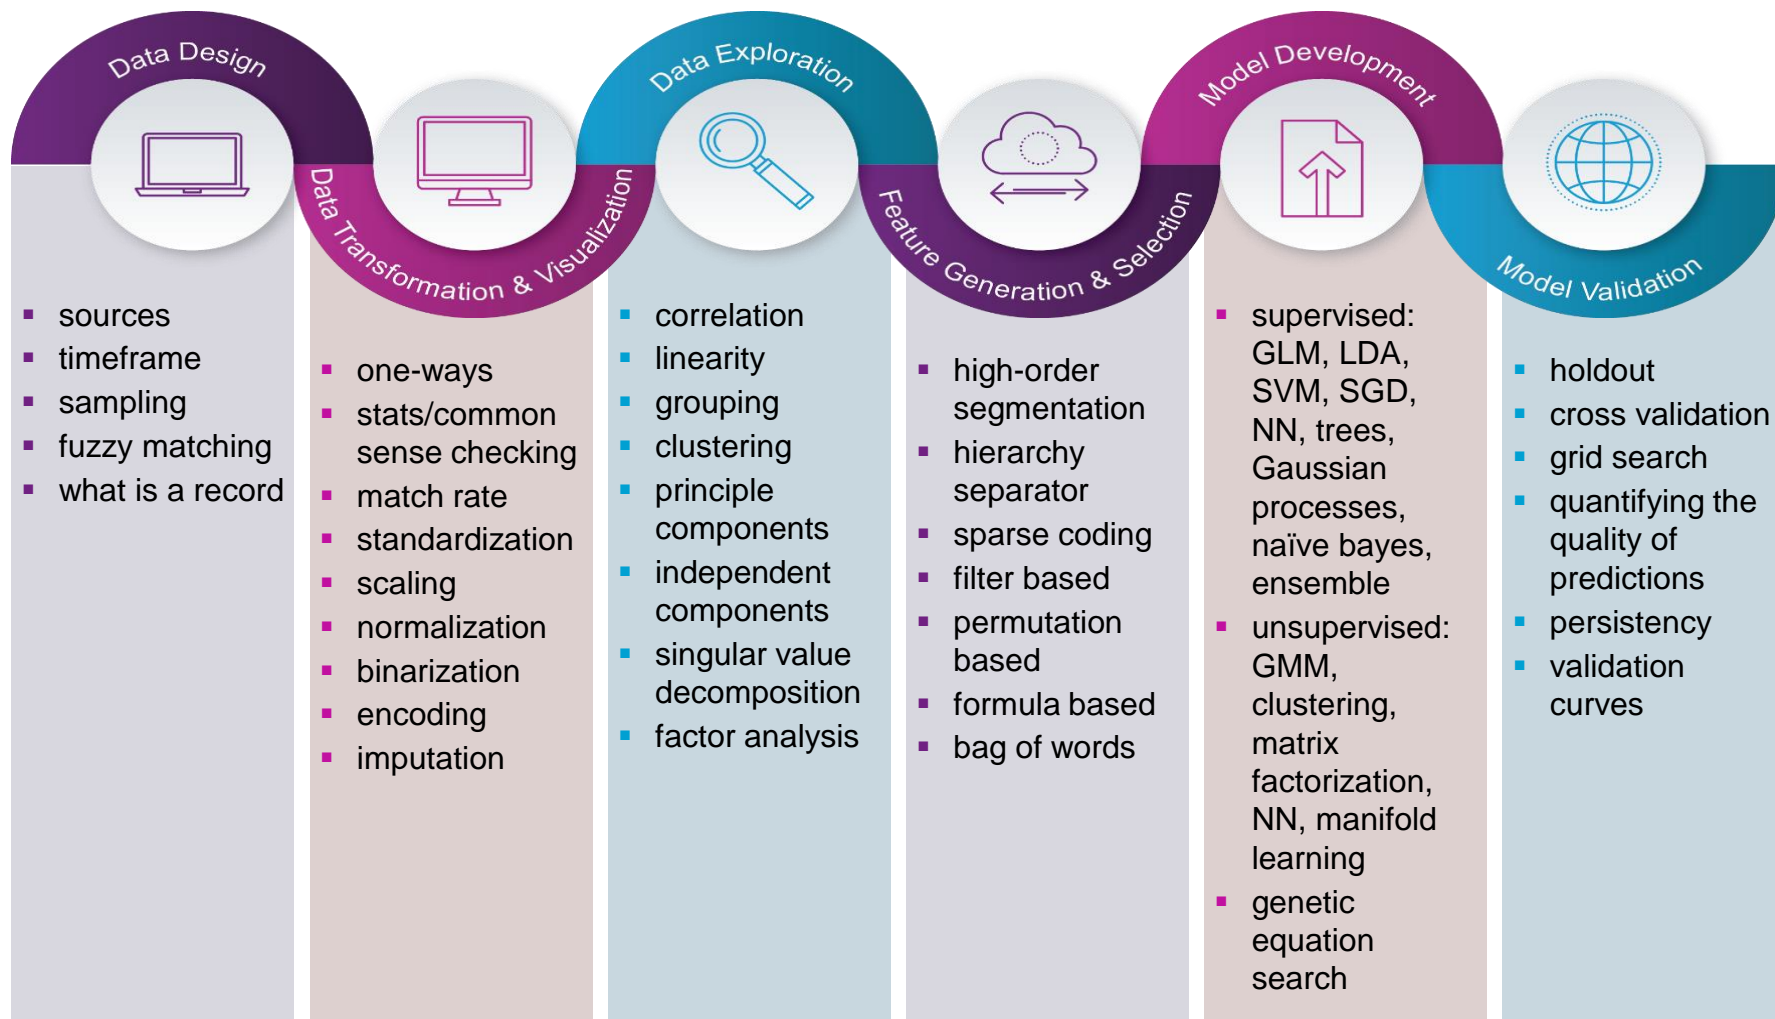 Data Design
sources
timeframe
sampling
fuzzy matching
what is a record
Data Transformation & Visualization
one-ways
stats/common
sense checking
match rate
standardization
scaling
normalization
binarization
encoding
imputation
Data Exploration
correlation
linearity
grouping
clustering
principle
components
independent
components
singular value
decomposition
factor analysis
Feature Generation & Selection
high-order
segmentation
hierarchy
separator
sparse coding
filter based
permutation
based
formula based
bag of words
Model Development
supervised:
GLM, LDA,
SVM, SGD,
NN, trees,
Gaussian
processes,
naïve bayes,
ensemble
unsupervised:
GMM,
clustering,
matrix
factorization,
NN, manifold
learning
genetic
equation
search
Model Validation
holdout
cross validation
grid search
quantifying the
quality of
predictions
persistency
validation
curves